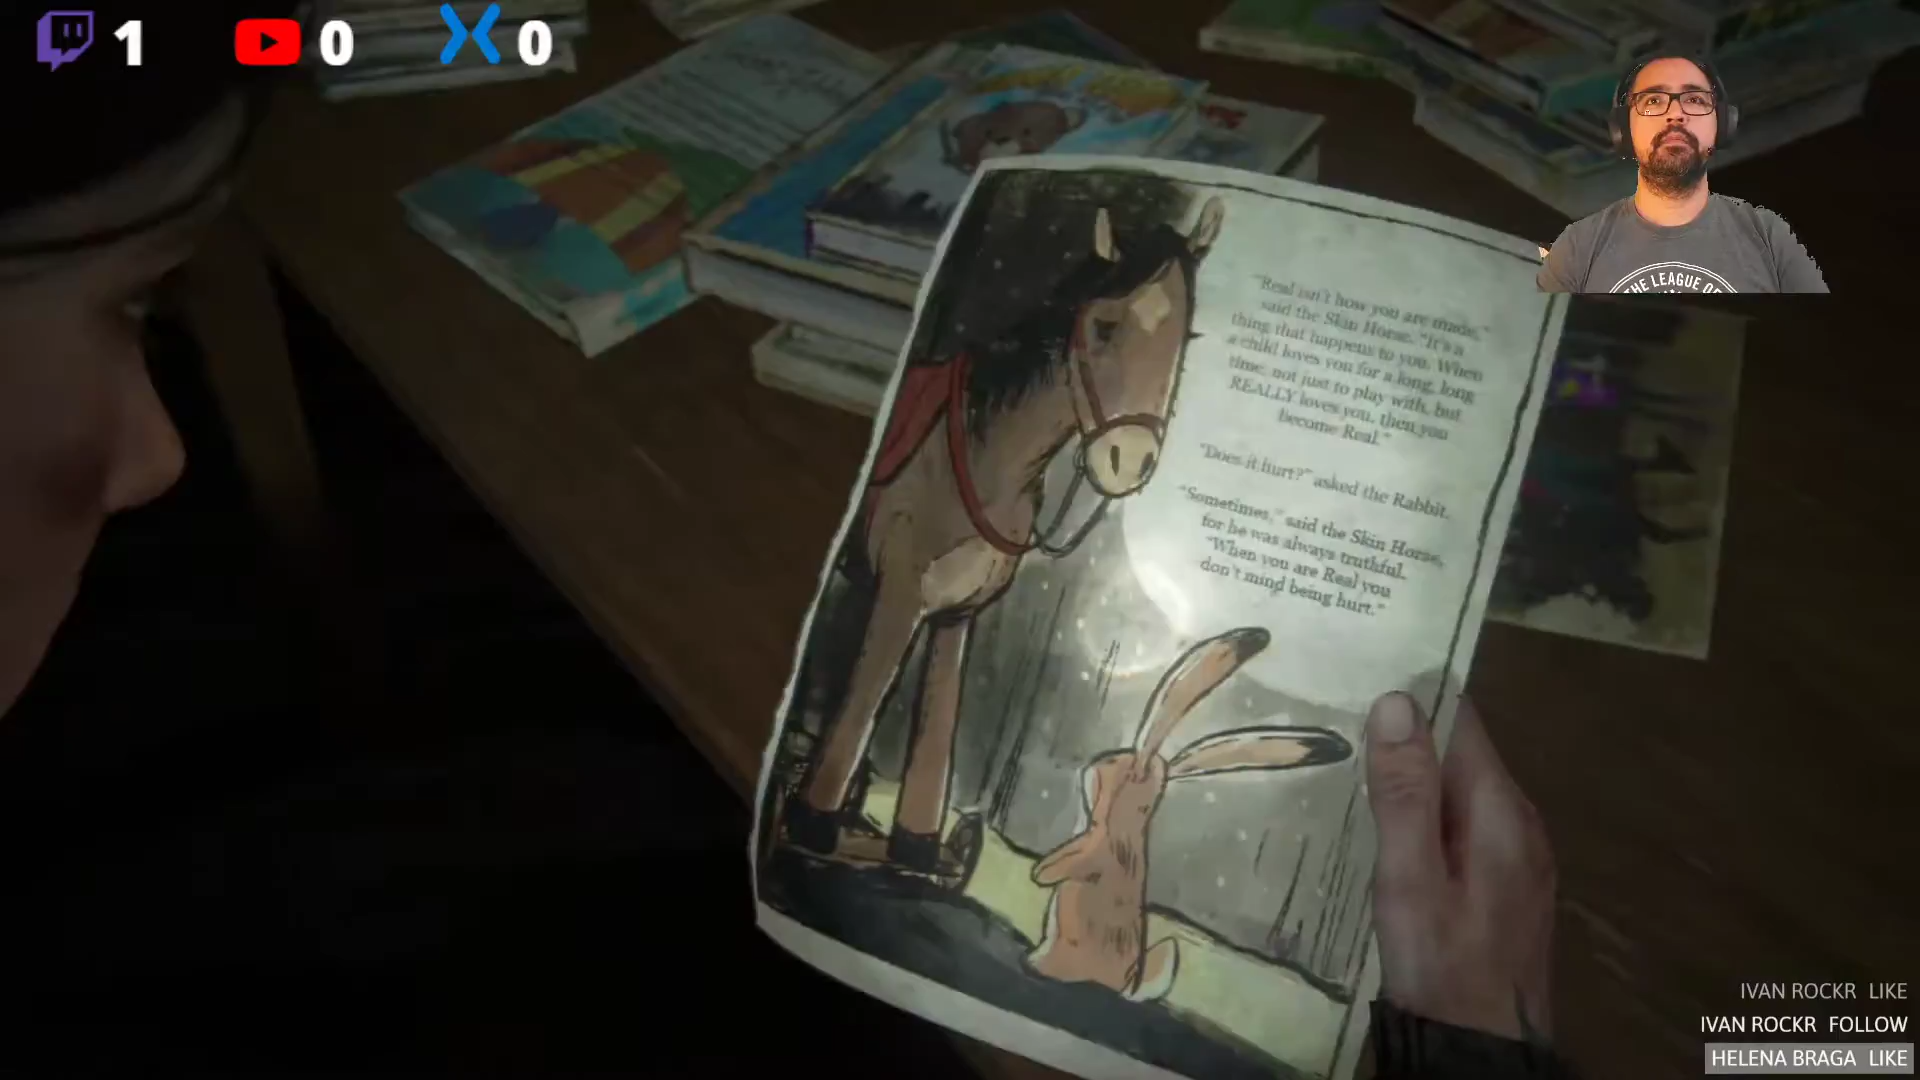 1 0 0
THE LEAGUE OF
"Real isn't how you are made,"
said the Skin Horse. "It's a
thing that happens to you. When
a child loves you for a long, long
time, not just to play with, but
REALLY loves you, then you
become Real."
"Does it hurt?" asked the Rabbit.
"Sometimes," said the Skin Horse,
for he was always truthful.
"When you are Real you
don't mind being hurt."
IVAN ROCKR LIKE
IVAN ROCKR FOLLOW
HELENA BRAGA LIKE